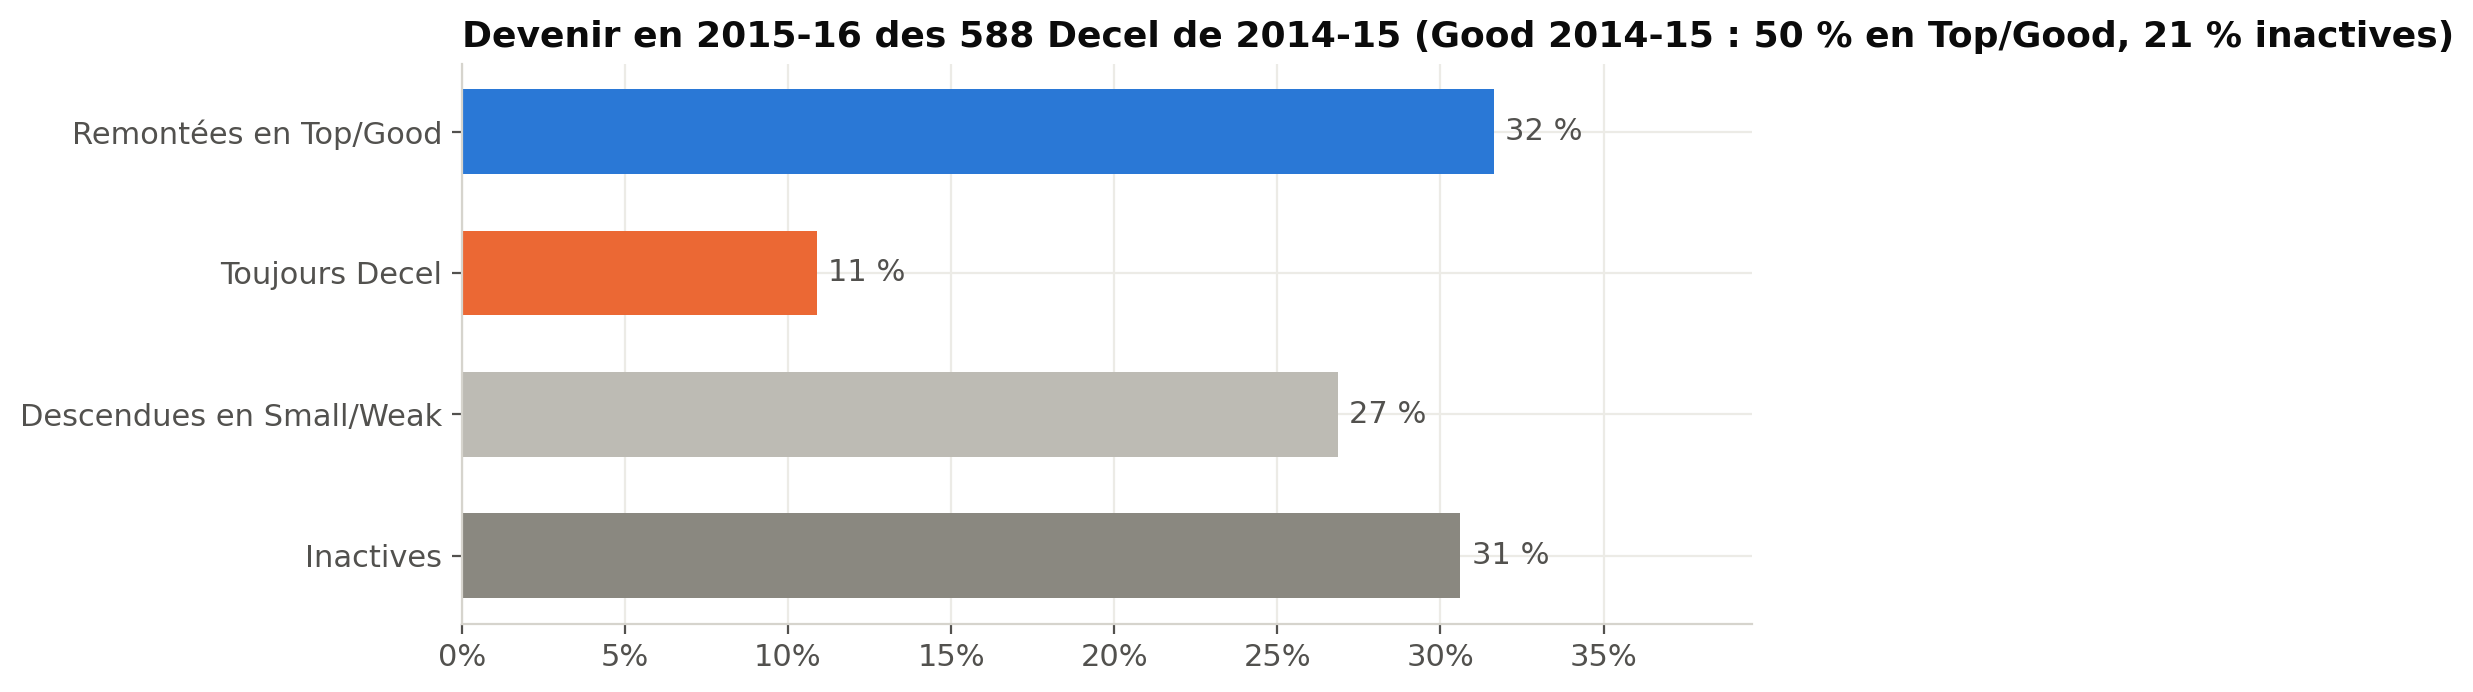 Devenir en 2015-16 des 588 Decel de 2014-15 (Good 2014-15 : 50 % en Top/Good, 21 % inactives)
Remontées en Top/Good
32 %
Toujours Decel
11 %
Descendues en Small/Weak
27 %
Inactives
31 %
0%
5%
10%
15%
20%
25%
30%
35%